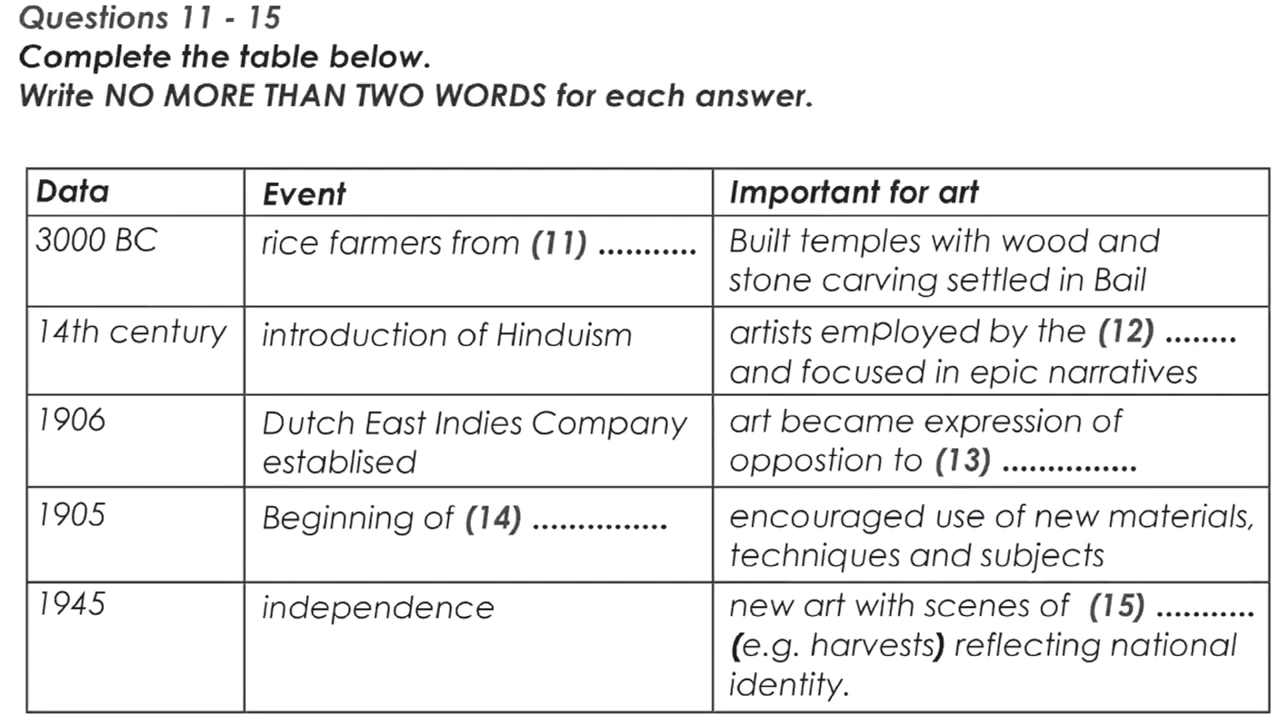 Questions 11 - 15
Complete the table below.
Write NO MORE THAN TWO WORDS for each answer.
Data
Event
Important for art
3000 BC
rice farmers from (11) ...........
Built temples with wood and
stone carving settled in Bail
14th century
introduction of Hinduism
artists employed by the (12) ........
and focused in epic narratives
1906
Dutch East Indies Company
establised
art became expression of
oppostion to (13) ...............
1905
Beginning of (14) ...............
encouraged use of new materials,
techniques and subjects
1945
independence
new art with scenes of (15) ...........
(e.g. harvests) reflecting national
identity.